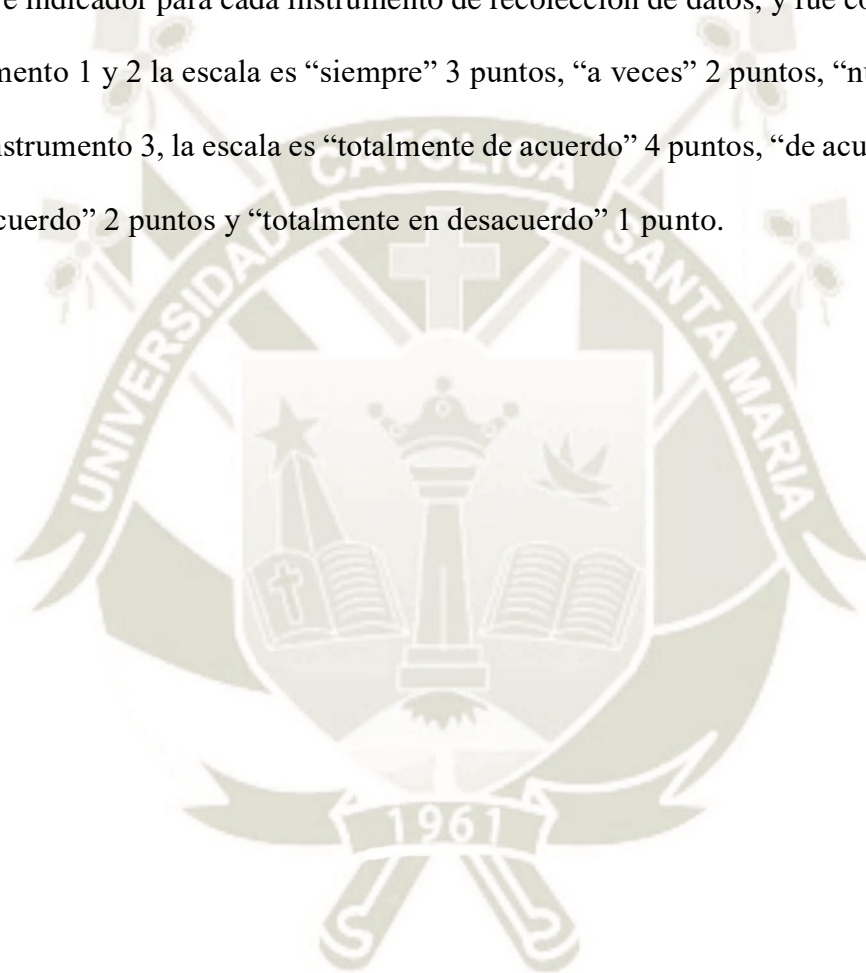 e indicador para cada instrumento de recolección de datos, y fue
mento 1 y 2 la escala es “siempre” 3 puntos, “a veces” 2 puntos, “n
nstrumento 3, la escala es “totalmente de acuerdo” 4 puntos, “de acu
cuerdo” 2 puntos y “totalmente en desacuerdo” 1 punto.
UNIVERSIDAD CATOLICA SANTA MARIA
1961